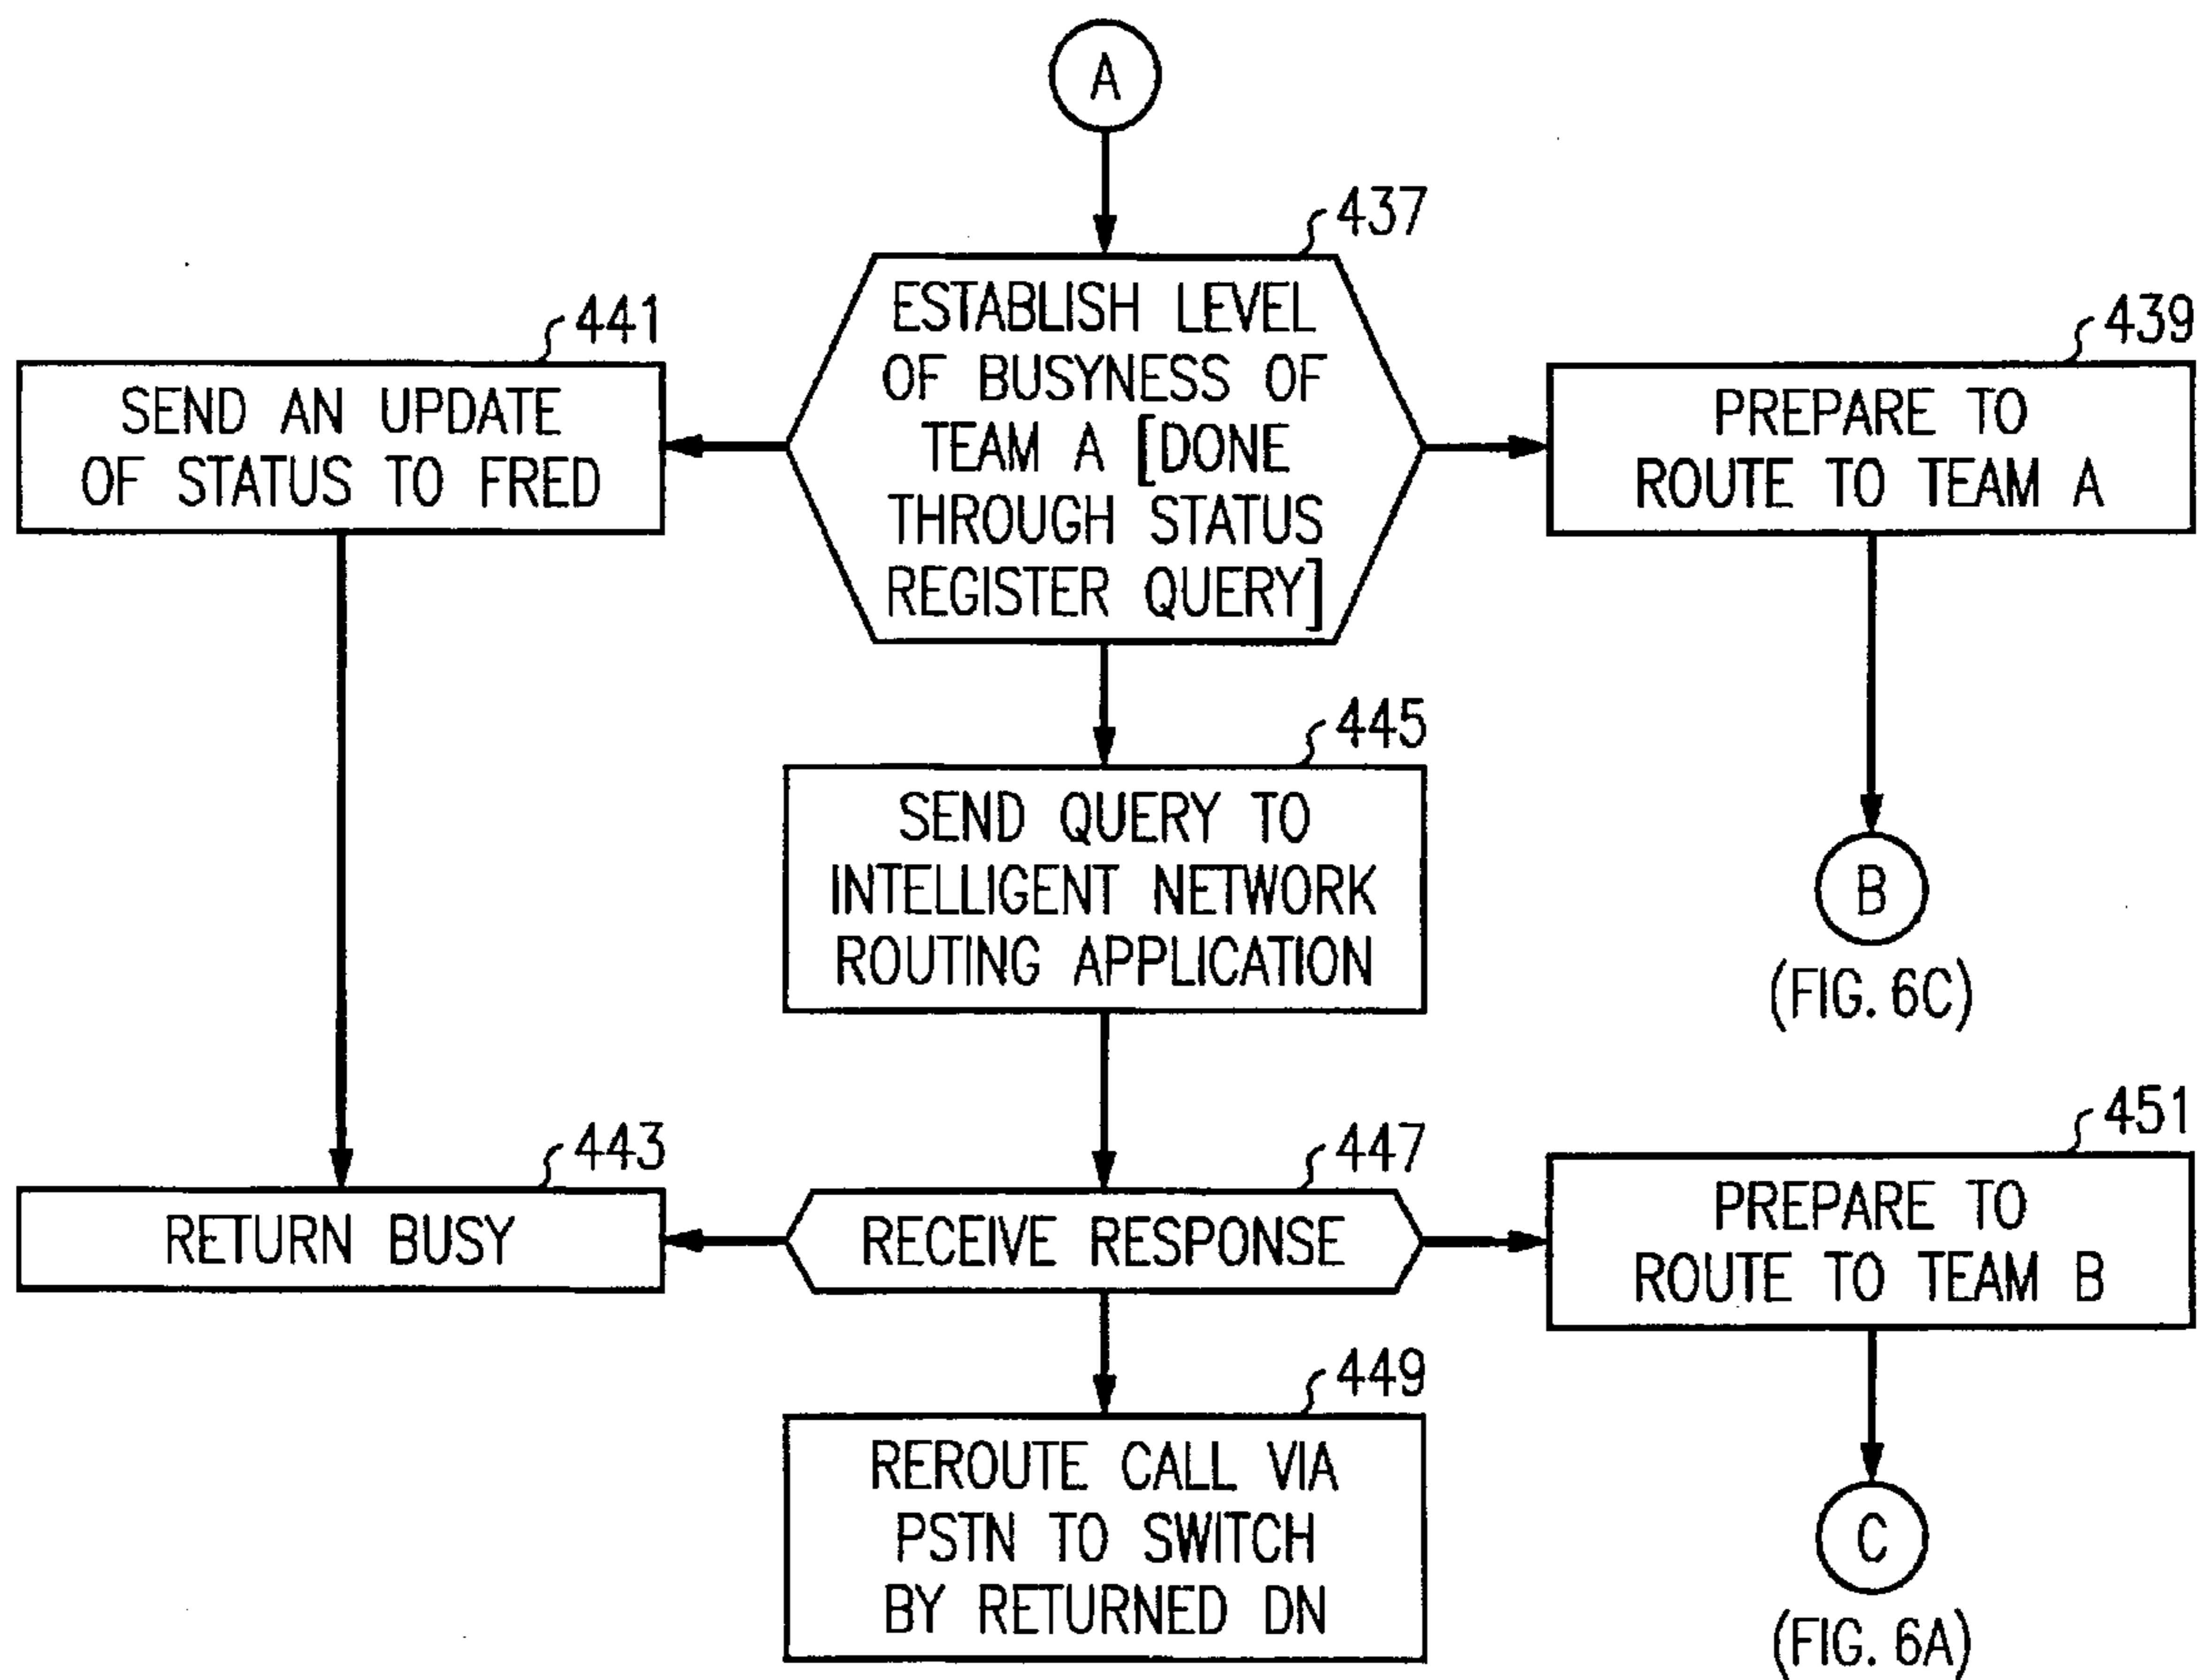 A
437
ESTABLISH LEVEL
OF BUSYNESS OF
TEAM A [DONE
THROUGH STATUS
REGISTER QUERY]
441
SEND AN UPDATE
OF STATUS TO FRED
439
PREPARE TO
ROUTE TO TEAM A
445
SEND QUERY TO
INTELLIGENT NETWORK
ROUTING APPLICATION
B
(FIG. 6C)
443
RETURN BUSY
447
RECEIVE RESPONSE
451
PREPARE TO
ROUTE TO TEAM B
449
REROUTE CALL VIA
PSTN TO SWITCH
BY RETURNED DN
C
(FIG. 6A)